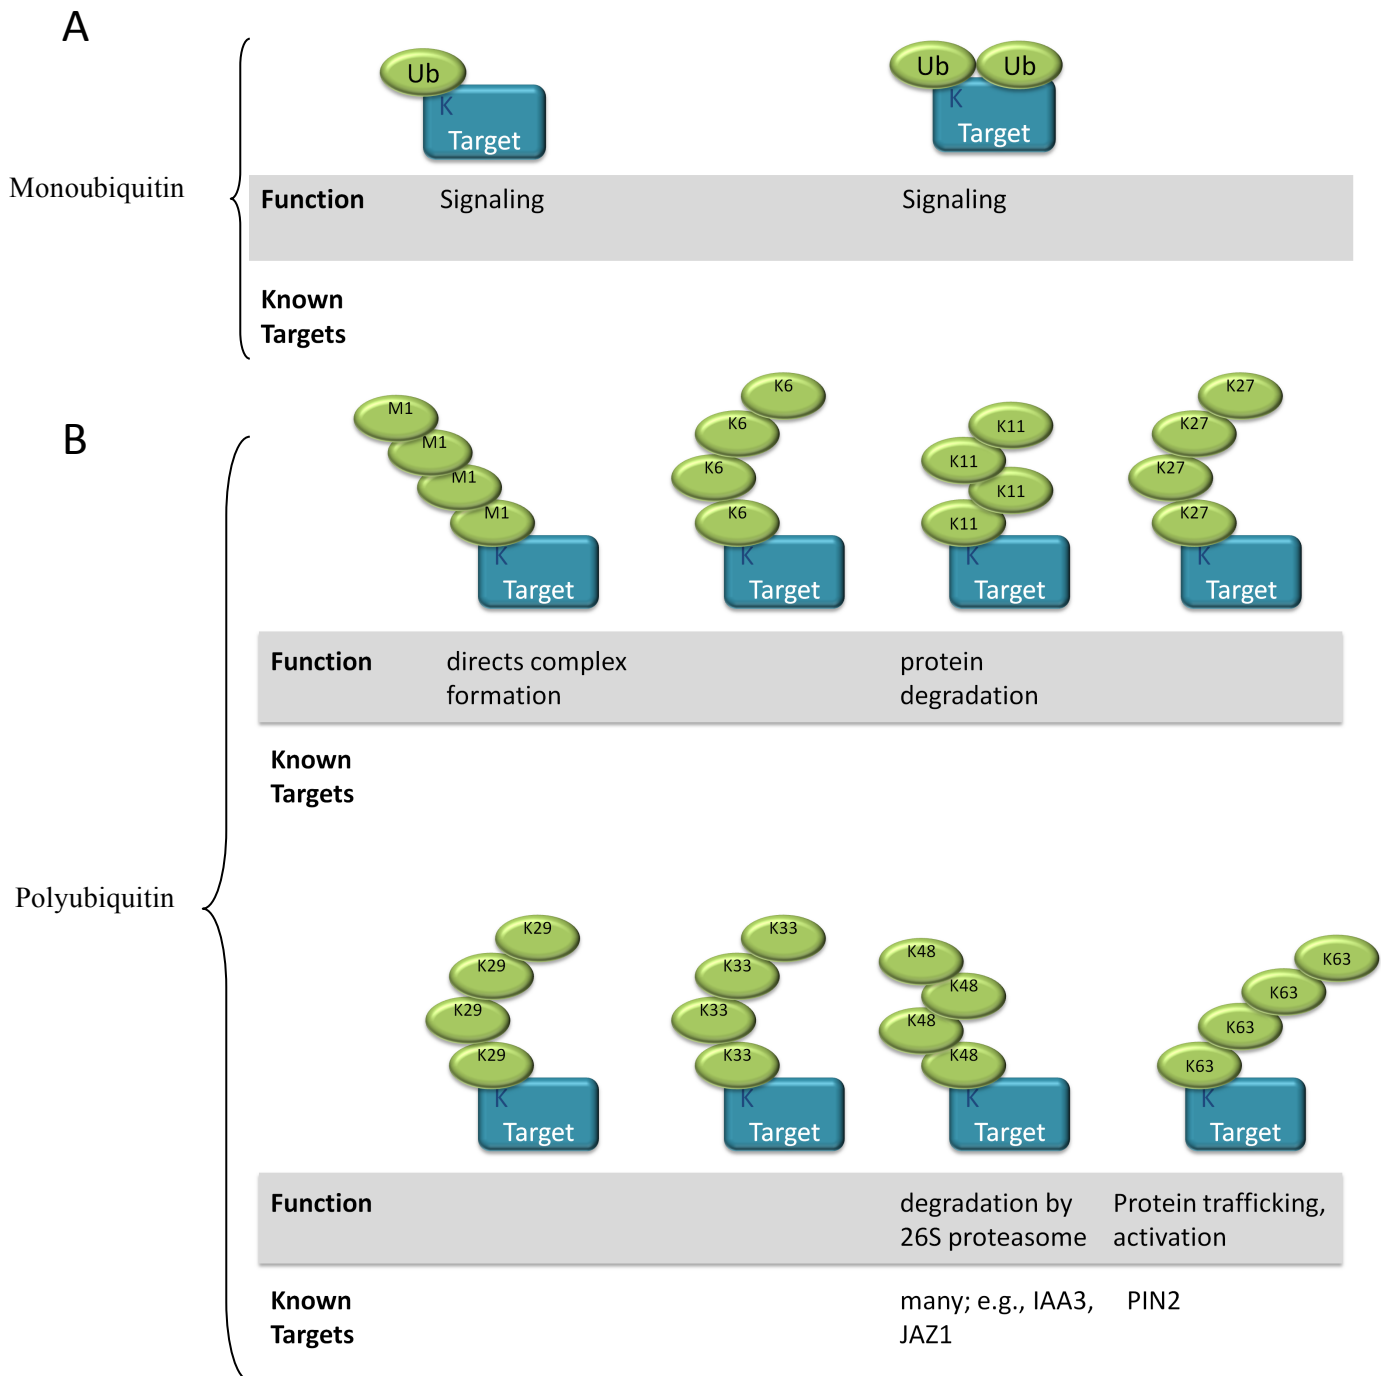 A
Ub
Ub Ub
K
K
Target
Target
Monoubiquitin
Function Signaling Signaling
Known
Targets
B
M1
M1
M1
M1
K
Target
K6
K6
K6
K6
K
Target
K11
K11
K11
K11
K
Target
K27
K27
K27
K27
K
Target
Function directs complex protein
formation degradation
Known
Targets
Polyubiquitin
K29
K29
K29
K29
K
Target
K33
K33
K33
K33
K
Target
K48
K48
K48
K48
K
Target
K63
K63
K63
K63
K
Target
Function degradation by Protein trafficking,
26S proteasome activation
Known many; e.g., IAA3, PIN2
Targets JAZ1